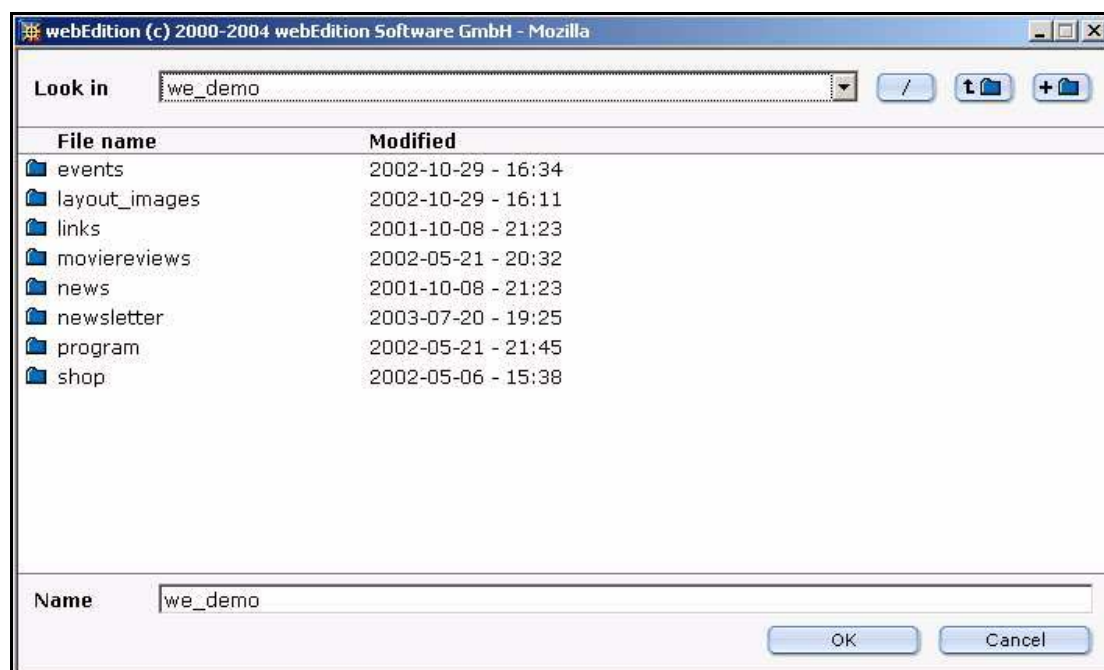 webEdition (c) 2000-2004 webEdition Software GmbH - Mozilla
Look in we_demo /
File name Modified
events 2002-10-29 - 16:34
layout_images 2002-10-29 - 16:11
links 2001-10-08 - 21:23
moviereviews 2002-05-21 - 20:32
news 2001-10-08 - 21:23
newsletter 2003-07-20 - 19:25
program 2002-05-21 - 21:45
shop 2002-05-06 - 15:38
Name we_demo
OK Cancel